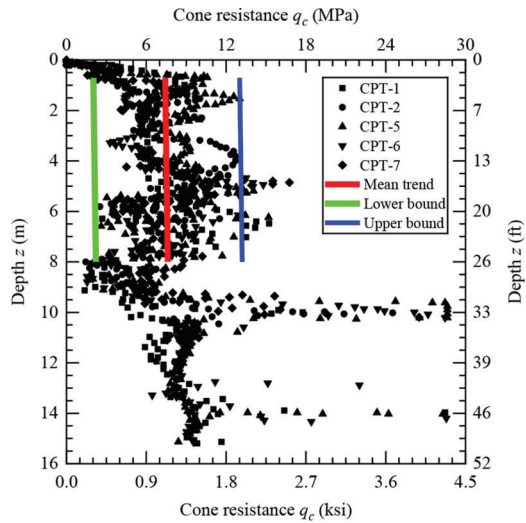 Cone resistance qc (MPa)
0 6 12 18 24 30
0.0 0
2 7
4 13
6 20
8 26
10 33
12 39
14 46
16 52
0.0 0.9 1.8 2.7 3.6 4.5
Cone resistance qc (ksi)
Depth z (m)
Depth z (ft)
CPT-1
CPT-2
CPT-5
CPT-6
CPT-7
Mean trend
Lower bound
Upper bound